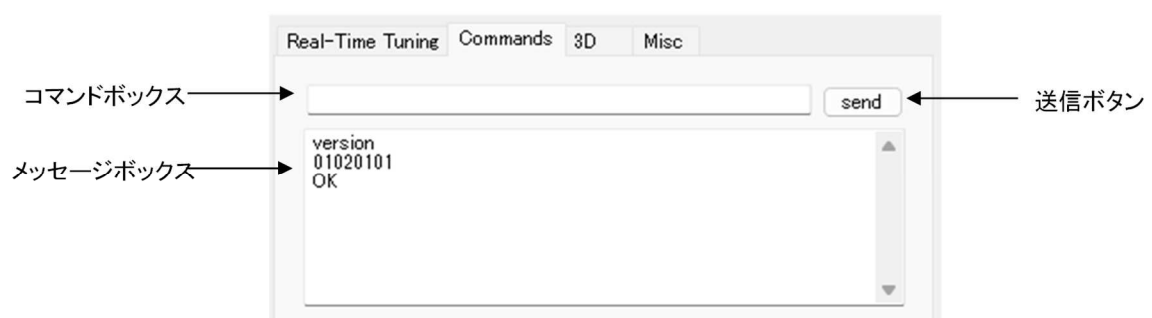 Real-Time Tuning Commands 3D Misc
コマンドボックス send 送信ボタン
version
メッセージボックス 01020101
OK